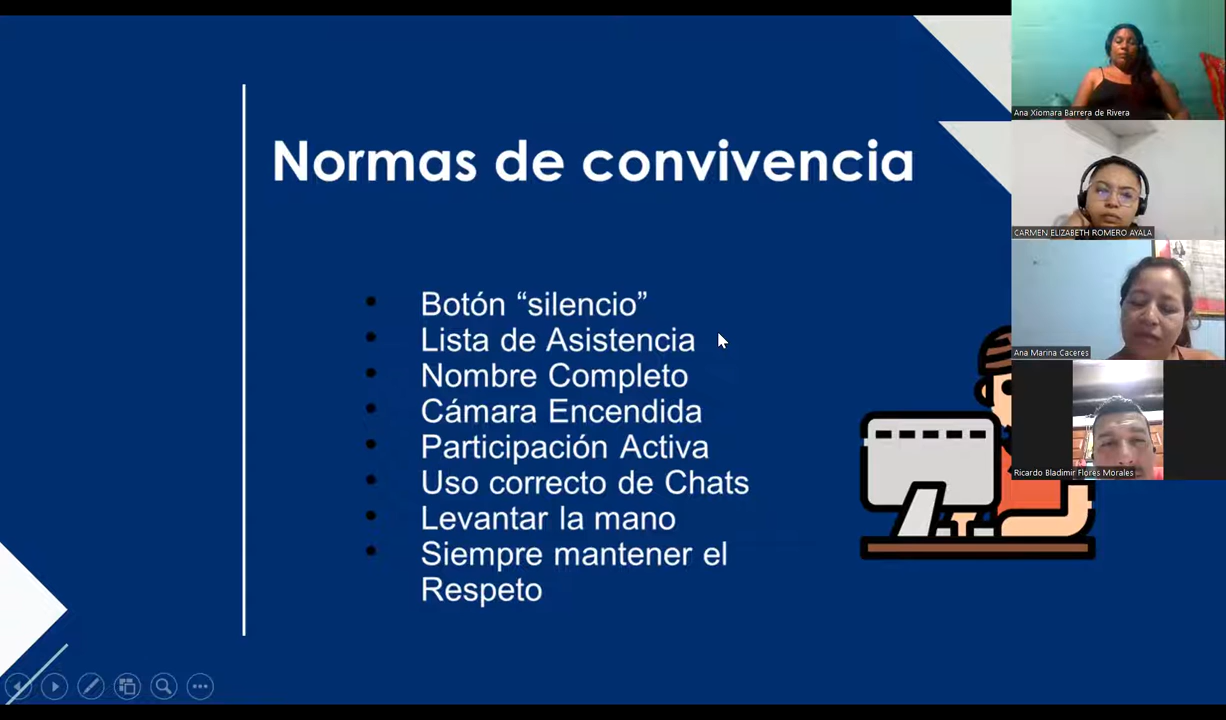 Normas de convivencia
Botón “silencio”
Lista de Asistencia
Nombre Completo
Cámara Encendida
Participación Activa
Uso correcto de Chats
Levantar la mano
Siempre mantener el
Respeto
Ana Xiomara Barrera de Rivera
CARMEN ELIZABETH ROMERO AYALA
Ana Marina Caceres
Ricardo Bladimir Flores Morales